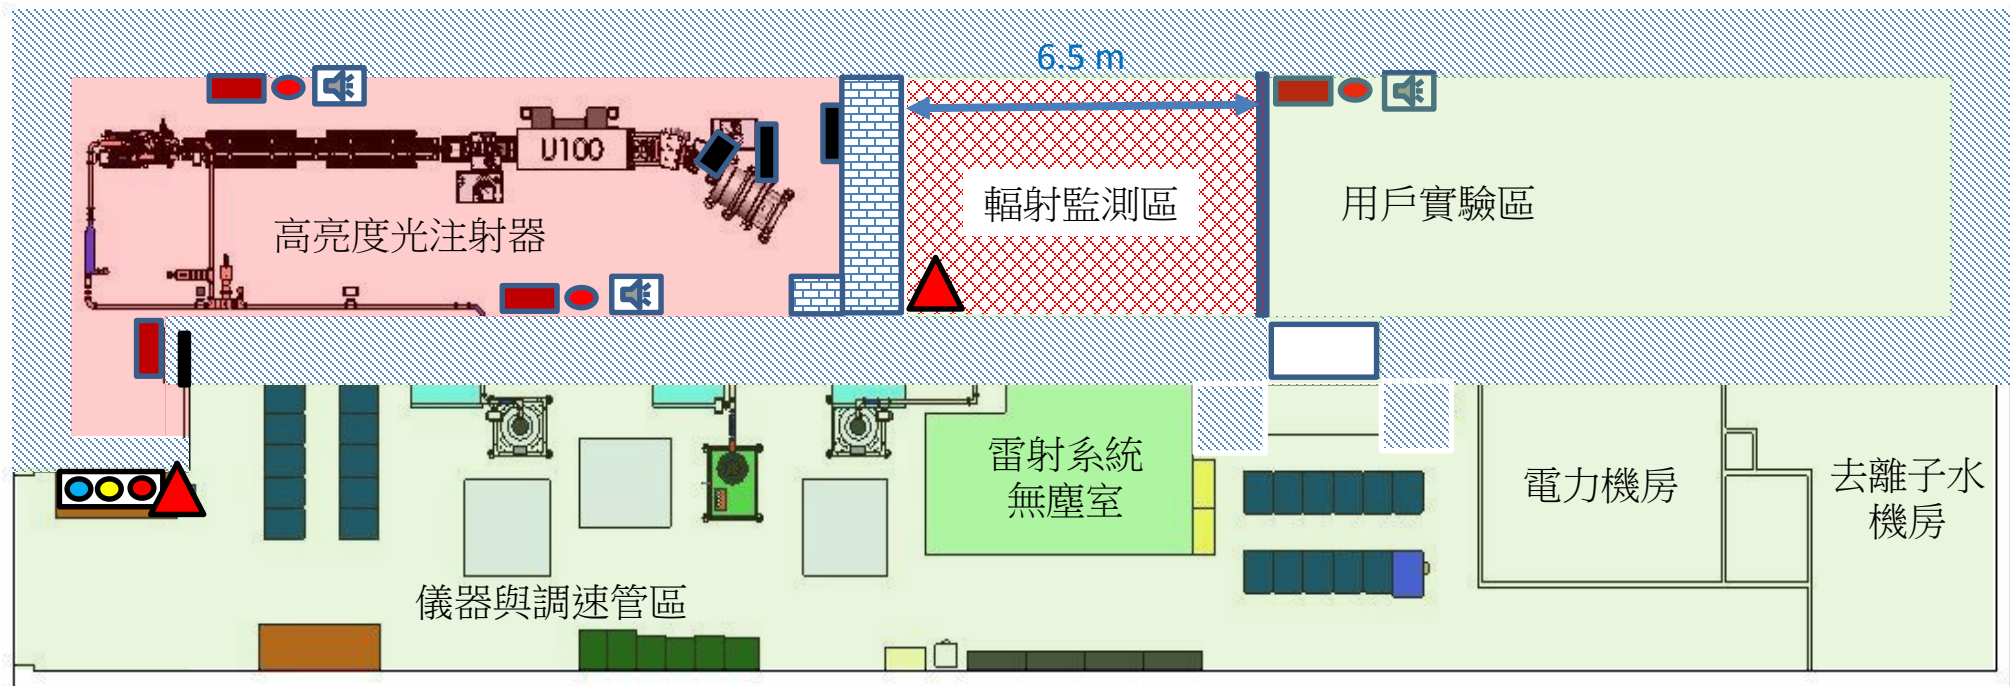 6.5 m
U100
輻射監測區
用戶實驗區
高亮度光注射器
雷射系統
無塵室
電力機房
去離子水
機房
儀器與調速管區